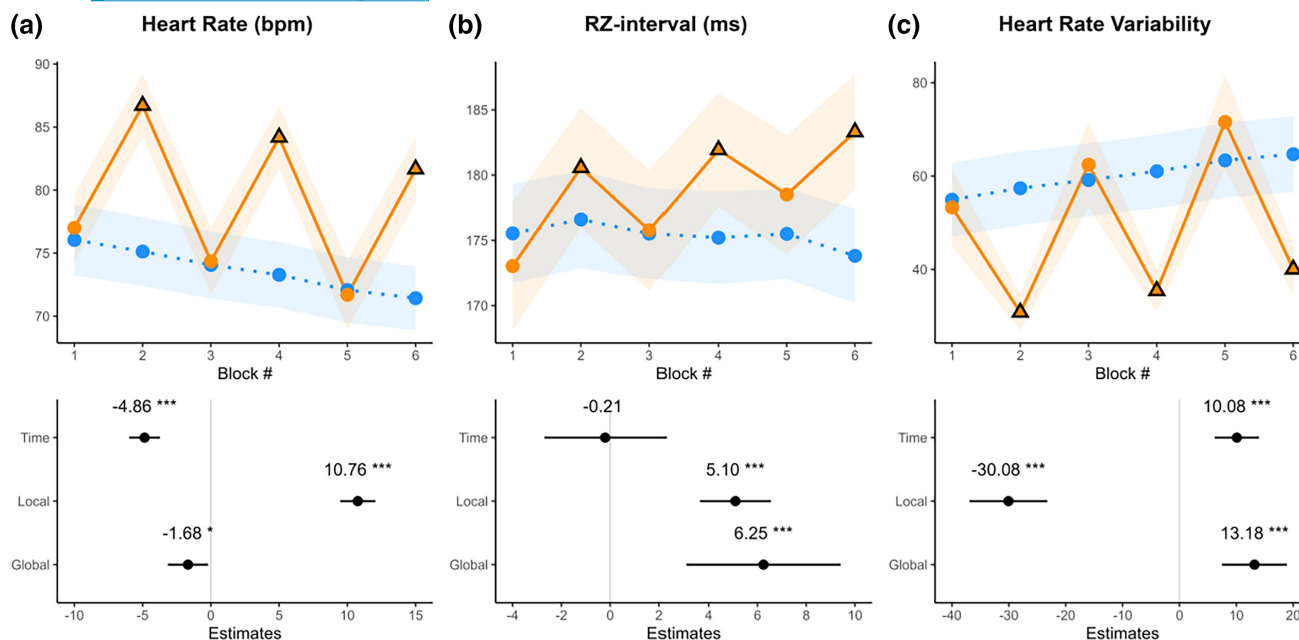 (a) Heart Rate (bpm)
90
85
80
75
70
1 2 3 4 5 6
Block #
-4.86 ***
Time
10.76 ***
Local
-1.68 *
Global
-10 -5 0 5 10 15
Estimates
(b) RZ-interval (ms)
185
180
175
170
1 2 3 4 5 6
Block #
-0.21
Time
5.10 ***
Local
6.25 ***
Global
-4 -2 0 2 4 6 8 10
Estimates
(c) Heart Rate Variability
80
60
40
1 2 3 4 5 6
Block #
10.08 ***
Time
-30.08 ***
Local
13.18 ***
Global
-40 -30 -20 -10 0 10 20
Estimates